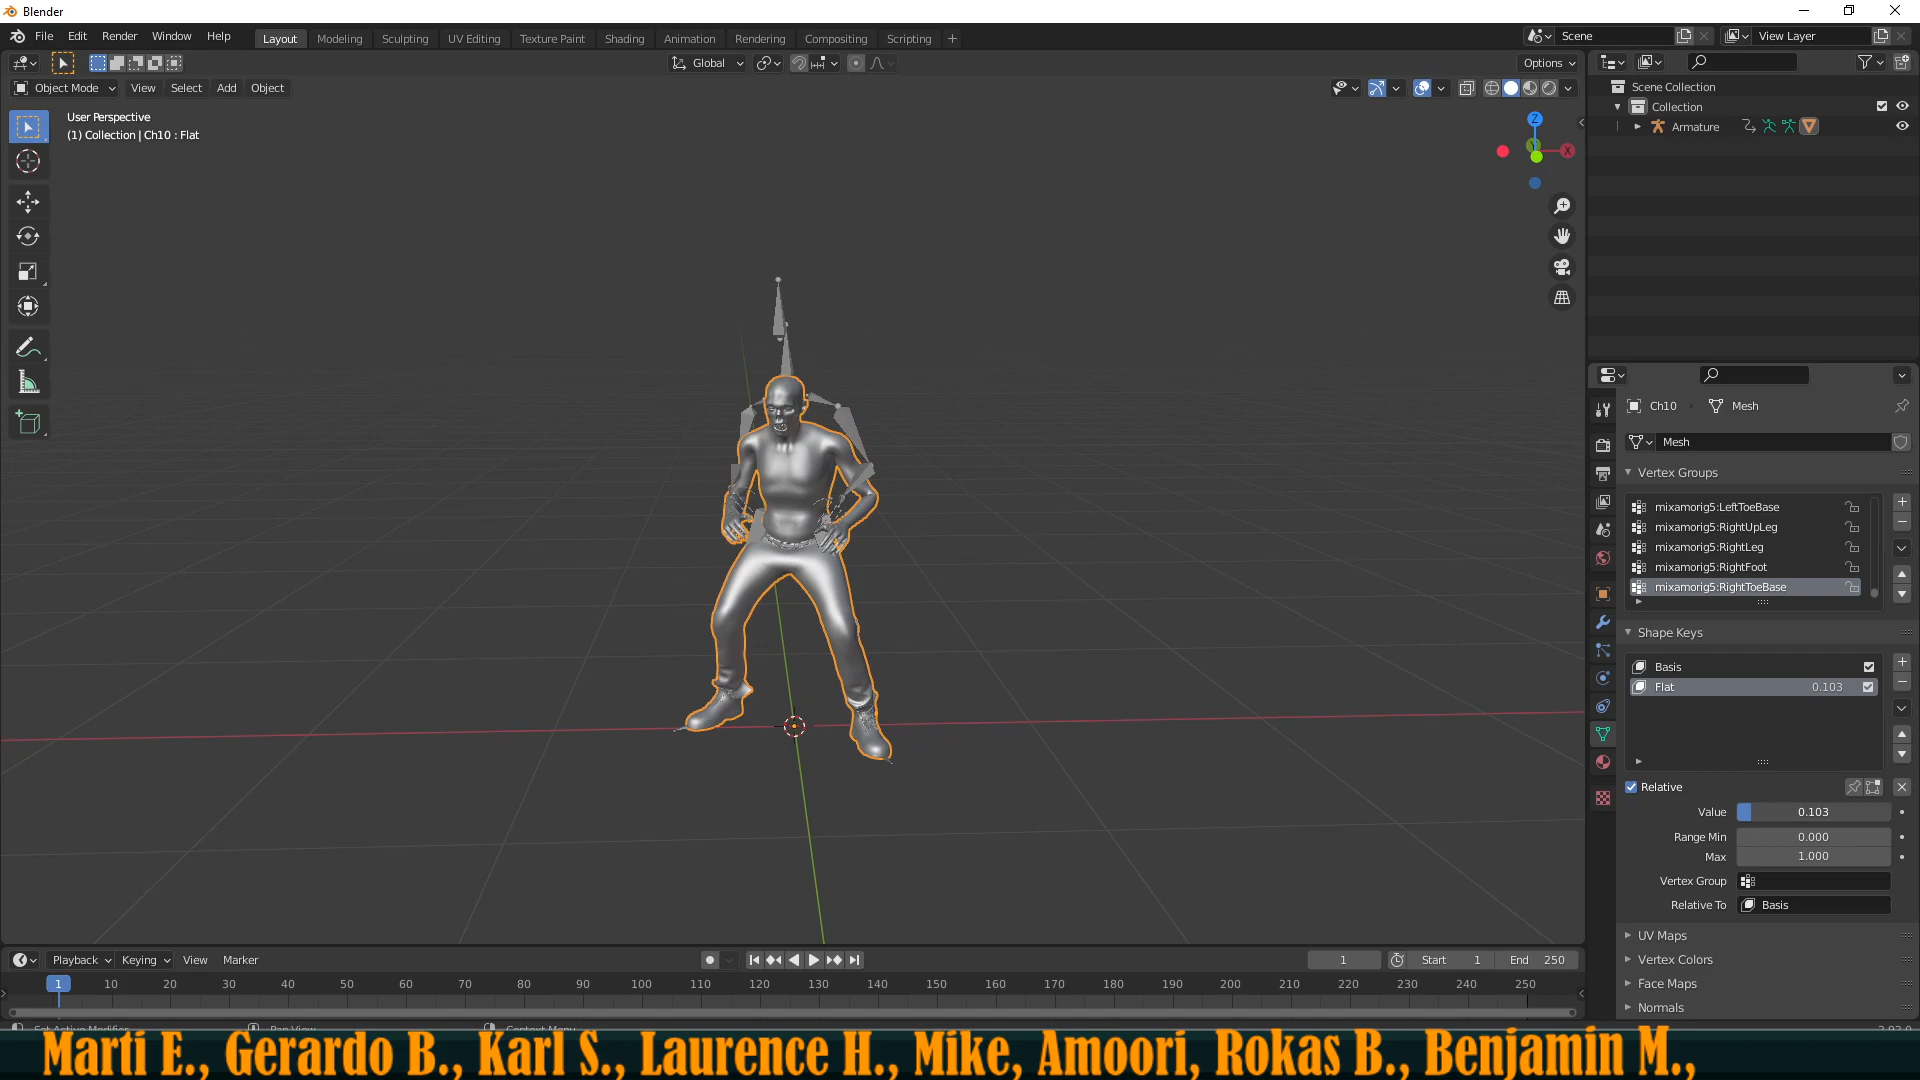 Blender
File Edit Render Window Help Layout Modeling Sculpting UV Editing Texture Paint Shading Animation Rendering Compositing Scripting Scene View Layer
Global Options
Object Mode View Select Add Object
User Perspective
(1) Collection | Ch10 : Flat
Z
X
Scene Collection
Collection
Armature
Ch10 Mesh
Mesh
Vertex Groups
mixamorig5:LeftToeBase
mixamorig5:RightUpLeg
mixamorig5:RightLeg
mixamorig5:RightFoot
mixamorig5:RightToeBase
Shape Keys
Basis
Flat 0.103
Relative
Value 0.103
Range Min 0.000
Max 1.000
Vertex Group
Relative To Basis
UV Maps
Vertex Colors
Face Maps
Normals
Playback Keying View Marker 1 Start 1 End 250
1 10 20 30 40 50 60 70 80 90 100 110 120 130 140 150 160 170 180 190 200 210 220 230 240 250
Set Active Modifier Pan View Context Menu 2.92.0
Marti E., Gerardo B., Karl S., Laurence H., Mike, Amoori, Rokas B., Benjamin M.,